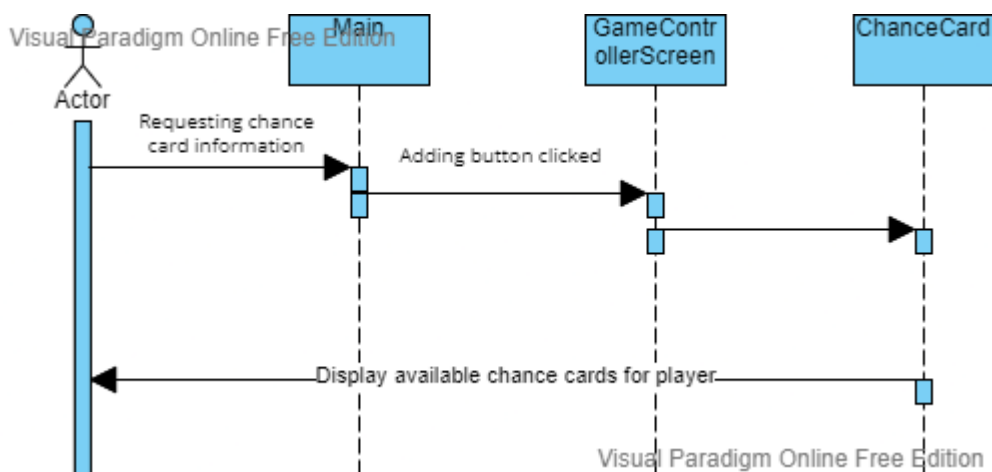 Visual Paradigm Online Free Edition
Main
GameContr
ollerScreen
ChanceCard
Actor
Requesting chance
card information
Adding button clicked
Display available chance cards for player
Visual Paradigm Online Free Edition